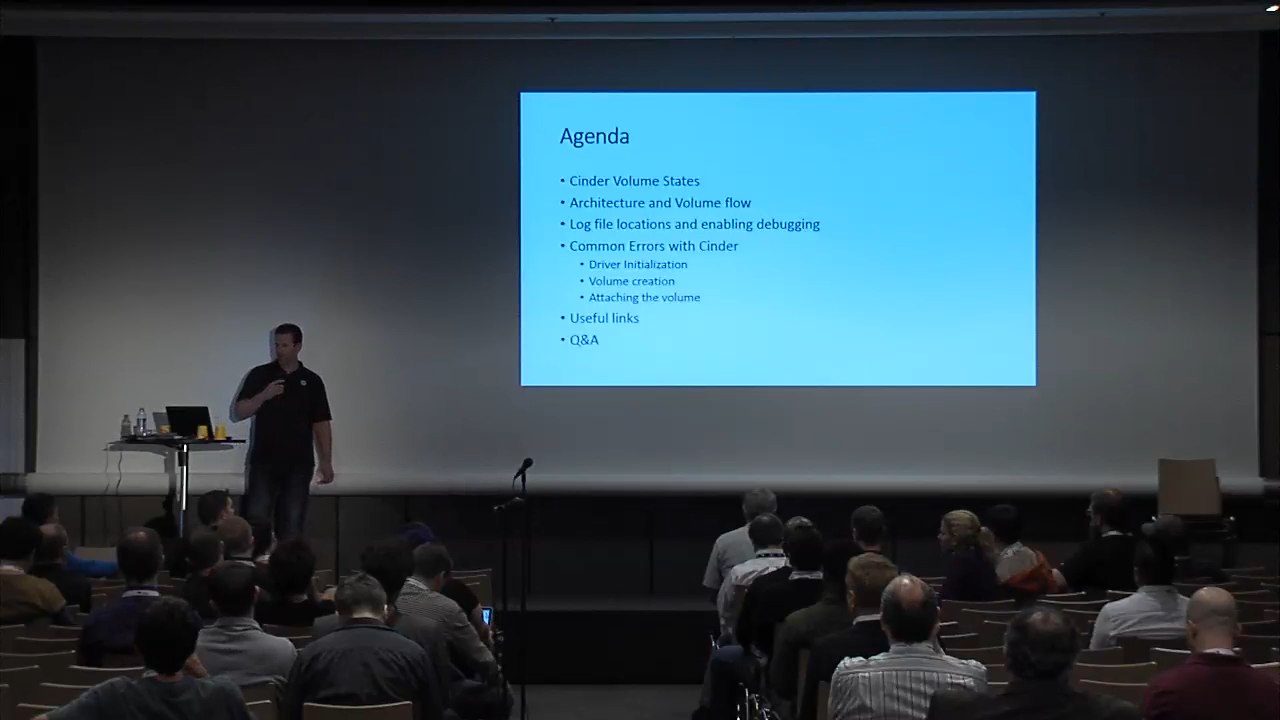 Agenda
• Cinder Volume States
• Architecture and Volume flow
• Log file locations and enabling debugging
• Common Errors with Cinder
• Driver Initialization
• Volume creation
• Attaching the volume
• Useful links
• Q&A